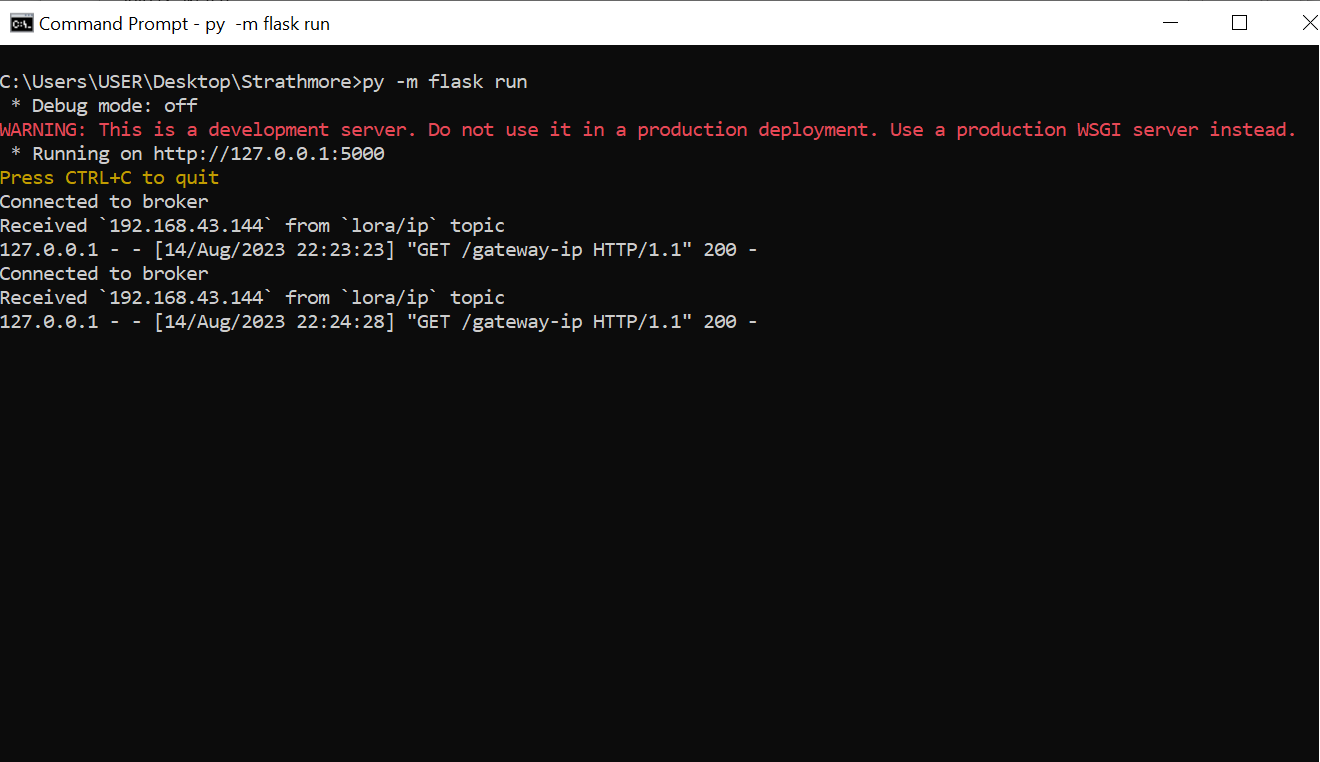 Command Prompt - py  -m flask run
C:\Users\USER\Desktop\Strathmore>py -m flask run
 * Debug mode: off
WARNING: This is a development server. Do not use it in a production deployment. Use a production WSGI server instead.
 * Running on http://127.0.0.1:5000
Press CTRL+C to quit
Connected to broker
Received `192.168.43.144` from `lora/ip` topic
127.0.0.1 - - [14/Aug/2023 22:23:23] "GET /gateway-ip HTTP/1.1" 200 -
Connected to broker
Received `192.168.43.144` from `lora/ip` topic
127.0.0.1 - - [14/Aug/2023 22:24:28] "GET /gateway-ip HTTP/1.1" 200 -